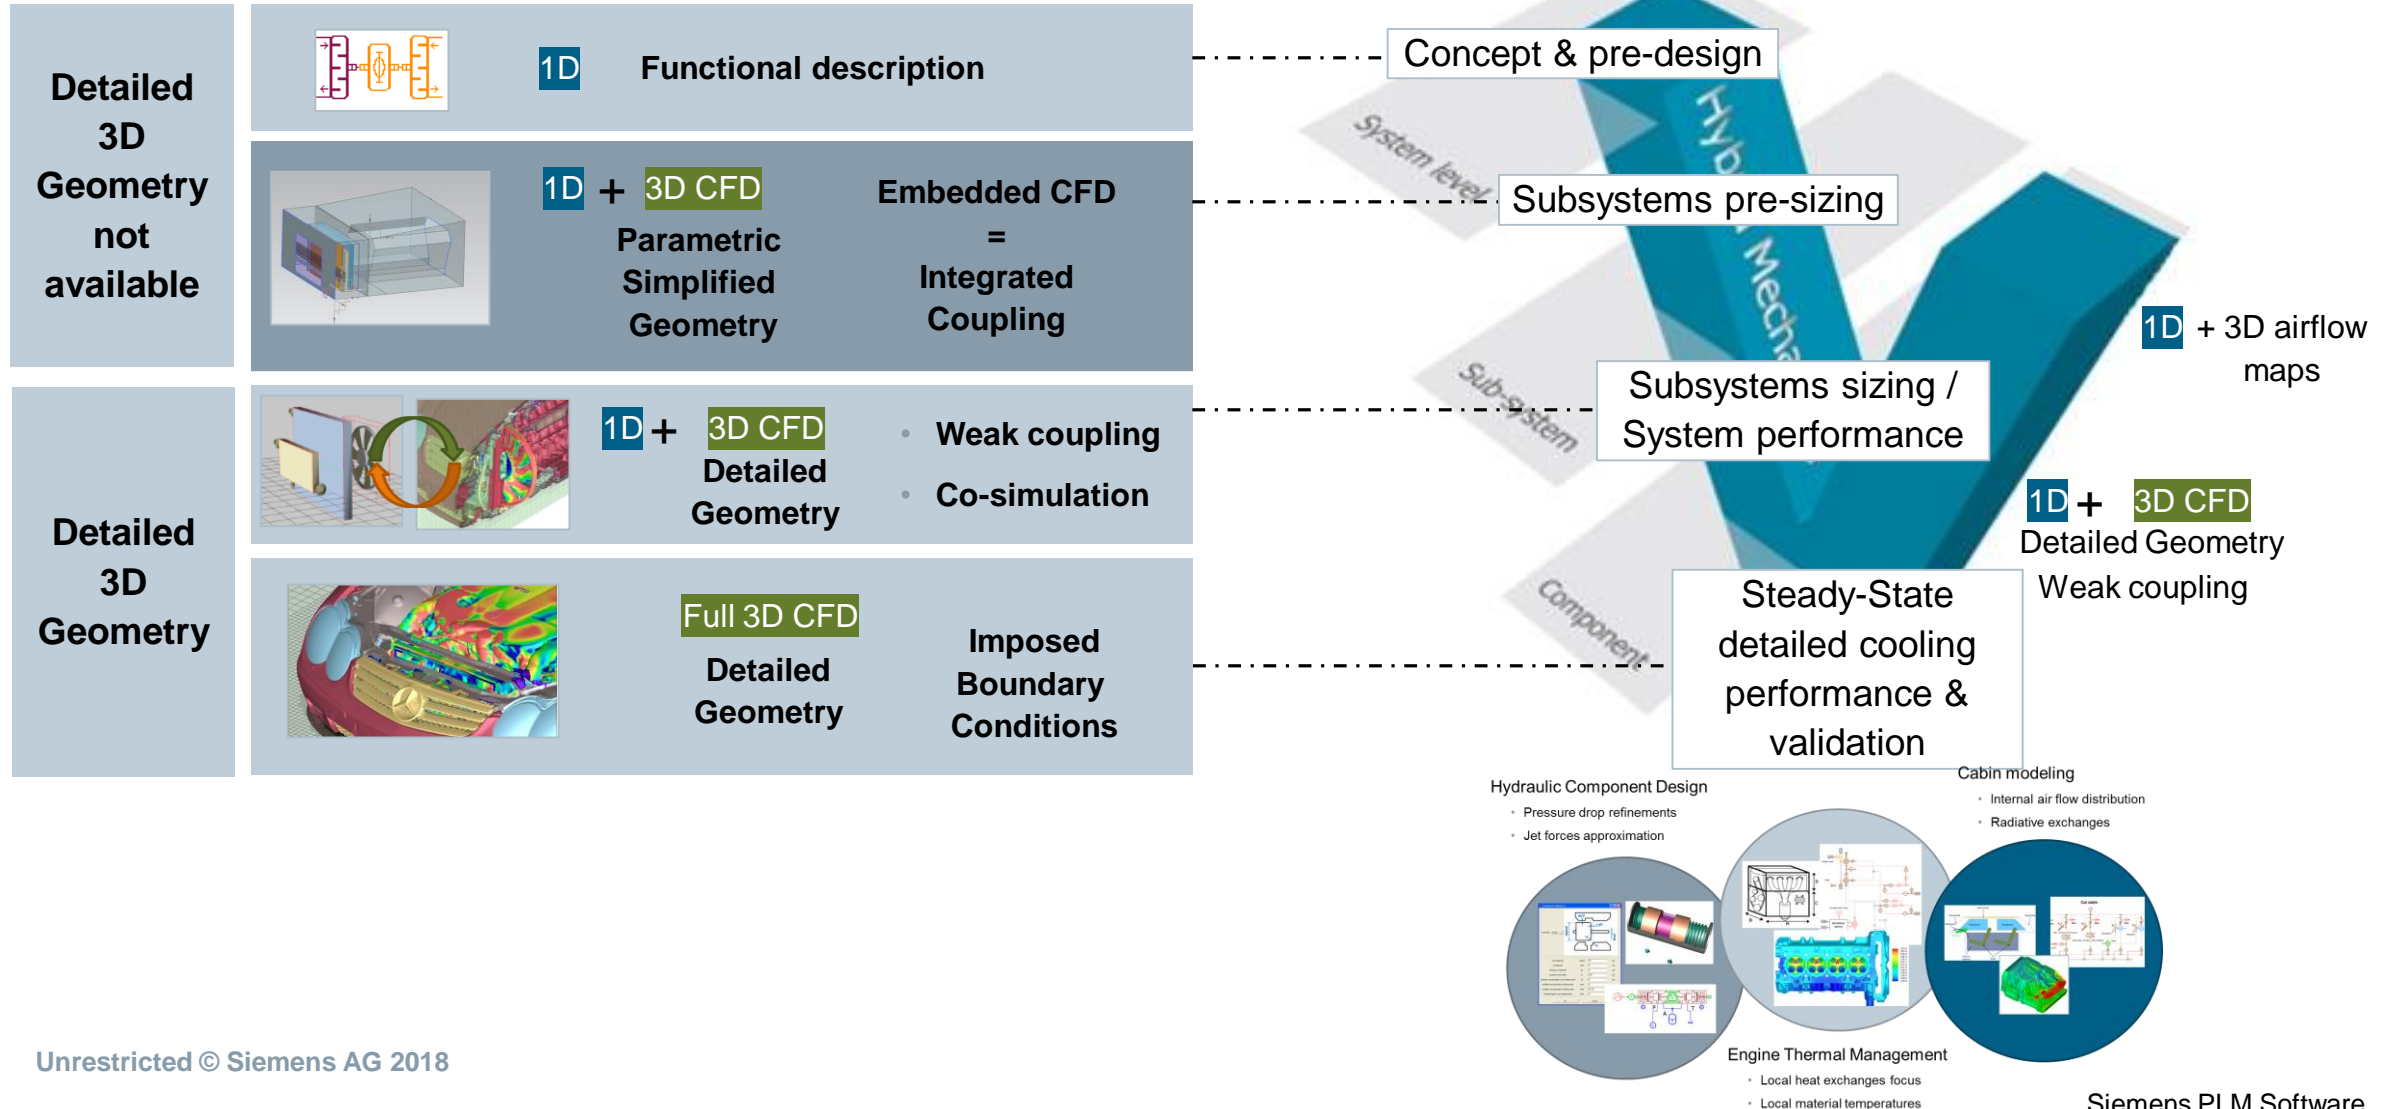 Detailed
3D
Geometry
not
available
1D Functional description
1D + 3D CFD
Parametric
Simplified
Geometry
Embedded CFD
=
Integrated
Coupling
Detailed
3D
Geometry
1D + 3D CFD
Detailed
Geometry
• Weak coupling
• Co-simulation
Full 3D CFD
Detailed
Geometry
Imposed
Boundary
Conditions
Concept & pre-design
System level
Subsystems pre-sizing
Sub-system
Subsystems sizing /
System performance
Component
Steady-State
detailed cooling
performance &
validation
1D + 3D airflow
maps
1D + 3D CFD
Detailed Geometry
Weak coupling
Hydraulic Component Design
• Pressure drop refinements
• Jet forces approximation
Cabin modeling
• Internal air flow distribution
• Radiative exchanges
Engine Thermal Management
• Local heat exchanges focus
• Local material temperatures
Unrestricted © Siemens AG 2018
Siemens PLM Software